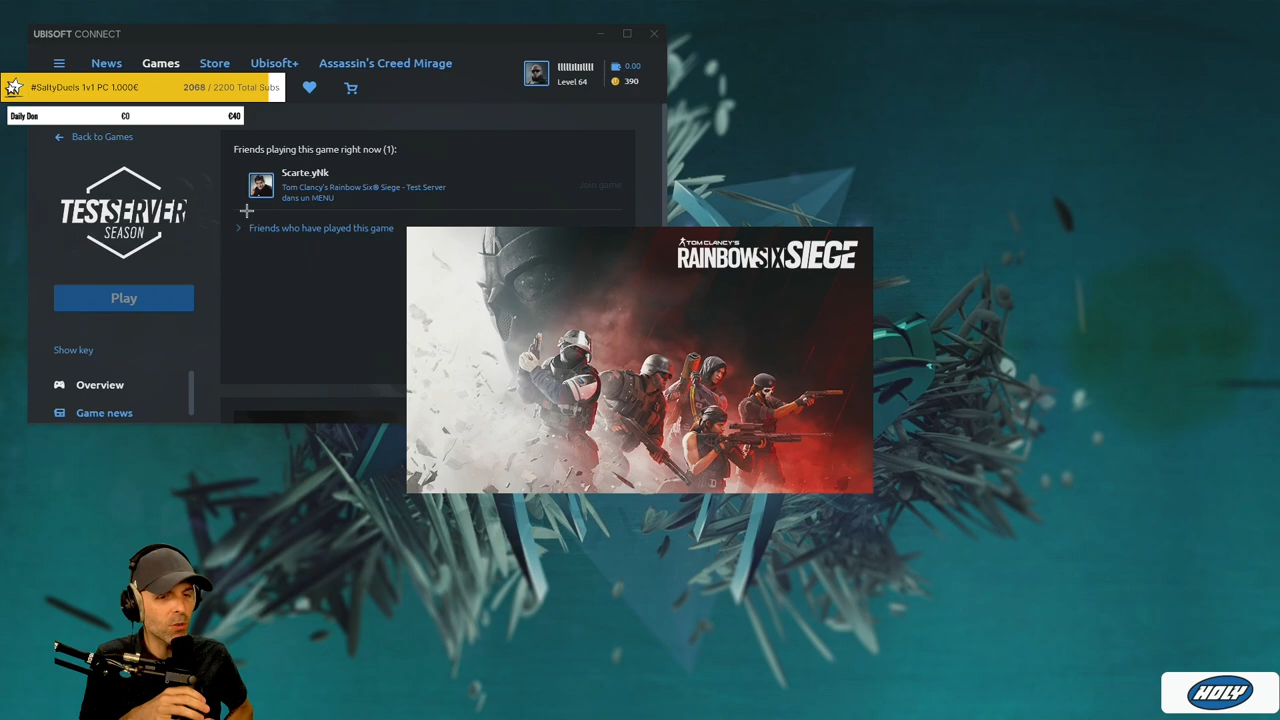 UBISOFT CONNECT
News Games Store Ubisoft+ Assassin's Creed Mirage
Level 64
0.00
390
#SaltyDuels 1v1 PC 1.000€ 2068 / 2200 Total Subs
Daily Don €0 €40
Back to Games
Friends playing this game right now (1):
Scarte.yNk
Tom Clancy's Rainbow Six® Siege - Test Server
dans un MENU
Join game
Friends who have played this game
TEST SERVER
SEASON
Play
Show key
Overview
Game news
TOM CLANCY'S
RAINBOWSIX SIEGE
HOLY